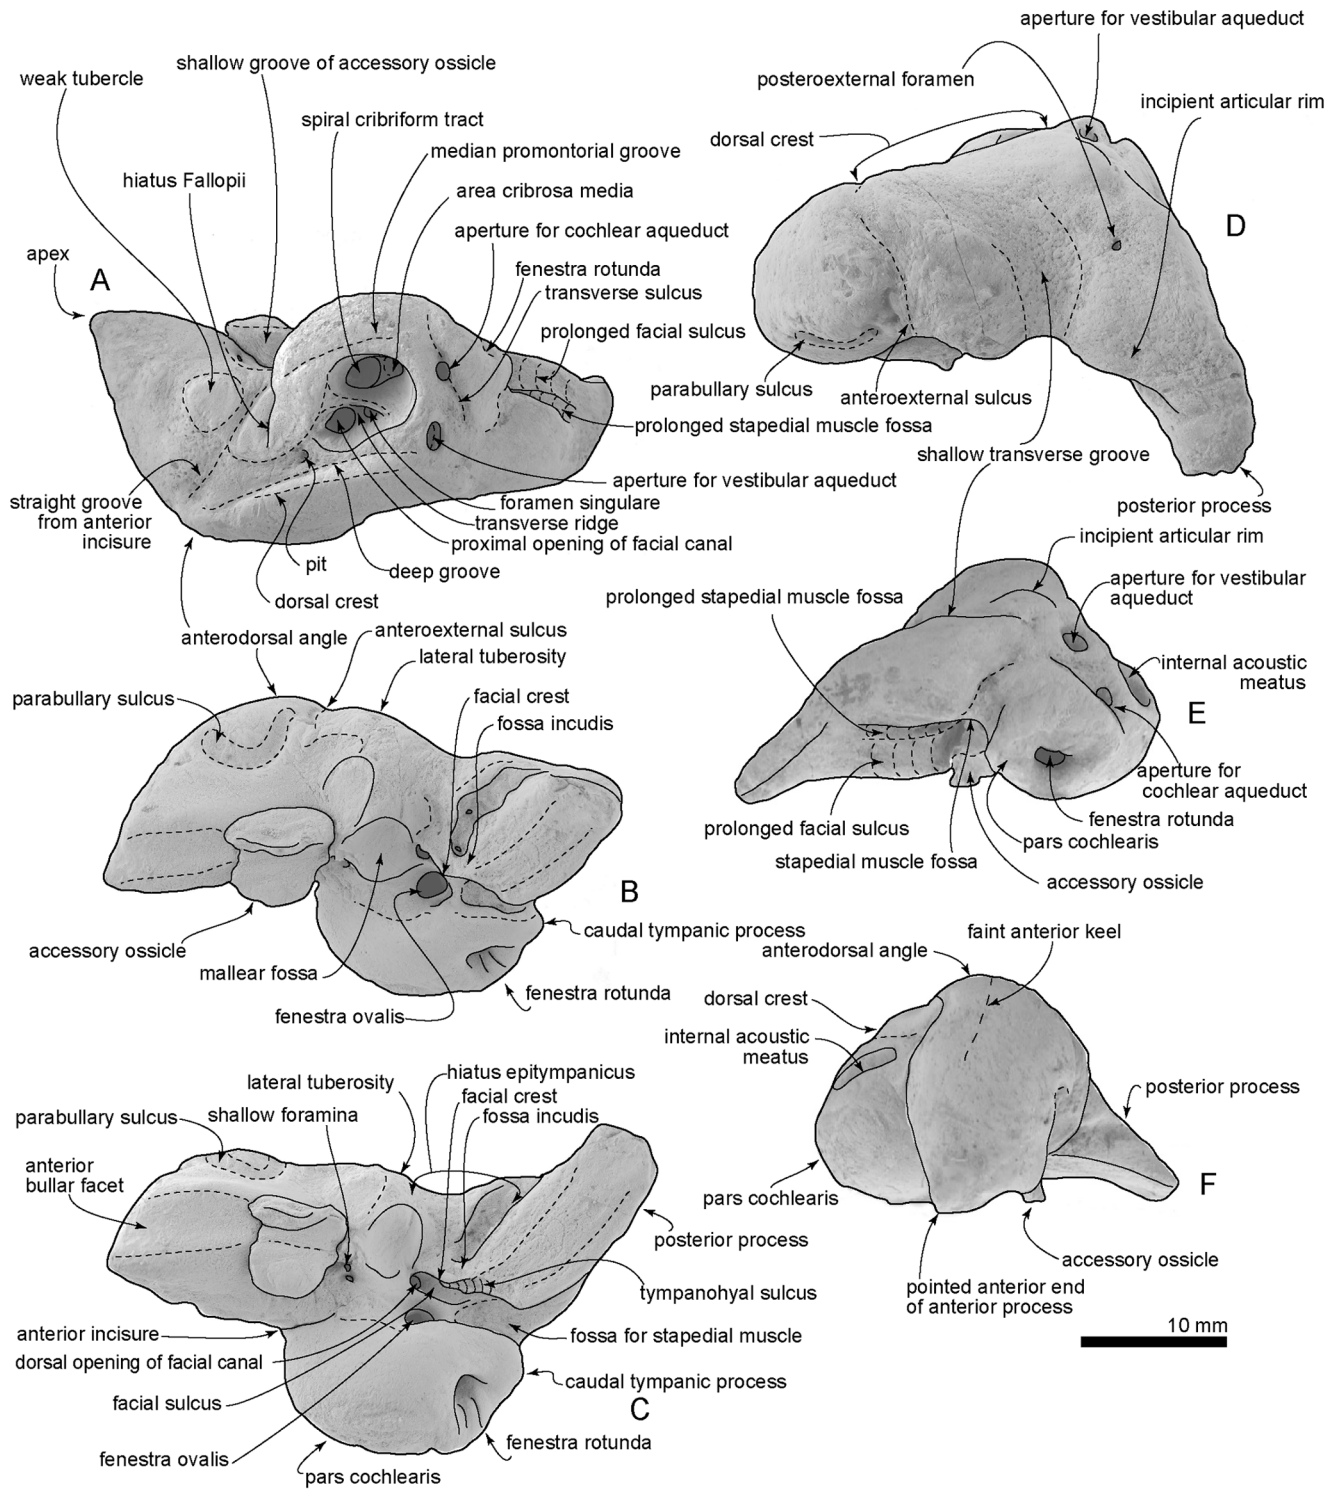 weak tubercle
shallow groove of accessory ossicle
spiral cribriform tract
median promontorial groove
hiatus Fallopii
area cribrosa media
aperture for cochlear aqueduct
apex
A
fenestra rotunda
transverse sulcus
prolonged facial sulcus
prolonged stapedial muscle fossa
aperture for vestibular aqueduct
straight groove
from anterior
incisure
foramen singulare
transverse ridge
proximal opening of facial canal
pit
deep groove
dorsal crest
anterodorsal angle
aperture for vestibular aqueduct
posteroexternal foramen
incipient articular rim
dorsal crest
D
parabullary sulcus
anteroexternal sulcus
shallow transverse groove
posterior process
anteroexternal sulcus
lateral tuberosity
parabullary sulcus
facial crest
fossa incudis
B
accessory ossicle
mallear fossa
fenestra ovalis
caudal tympanic process
fenestra rotunda
incipient articular rim
prolonged stapedial muscle fossa
aperture for vestibular
aqueduct
internal acoustic
meatus
E
aperture for
cochlear aqueduct
prolonged facial sulcus
fenestra rotunda
pars cochlearis
stapedial muscle fossa
accessory ossicle
hiatus epitympanicus
lateral tuberosity
facial crest
parabullary sulcus
shallow foramina
fossa incudis
anterior
bullar facet
posterior process
tympanohyal sulcus
anterior incisure
fossa for stapedial muscle
dorsal opening of facial canal
caudal tympanic process
facial sulcus
C
fenestra ovalis
fenestra rotunda
pars cochlearis
faint anterior keel
anterodorsal angle
dorsal crest
internal acoustic
meatus
posterior process
F
pars cochlearis
accessory ossicle
pointed anterior end
of anterior process
10 mm